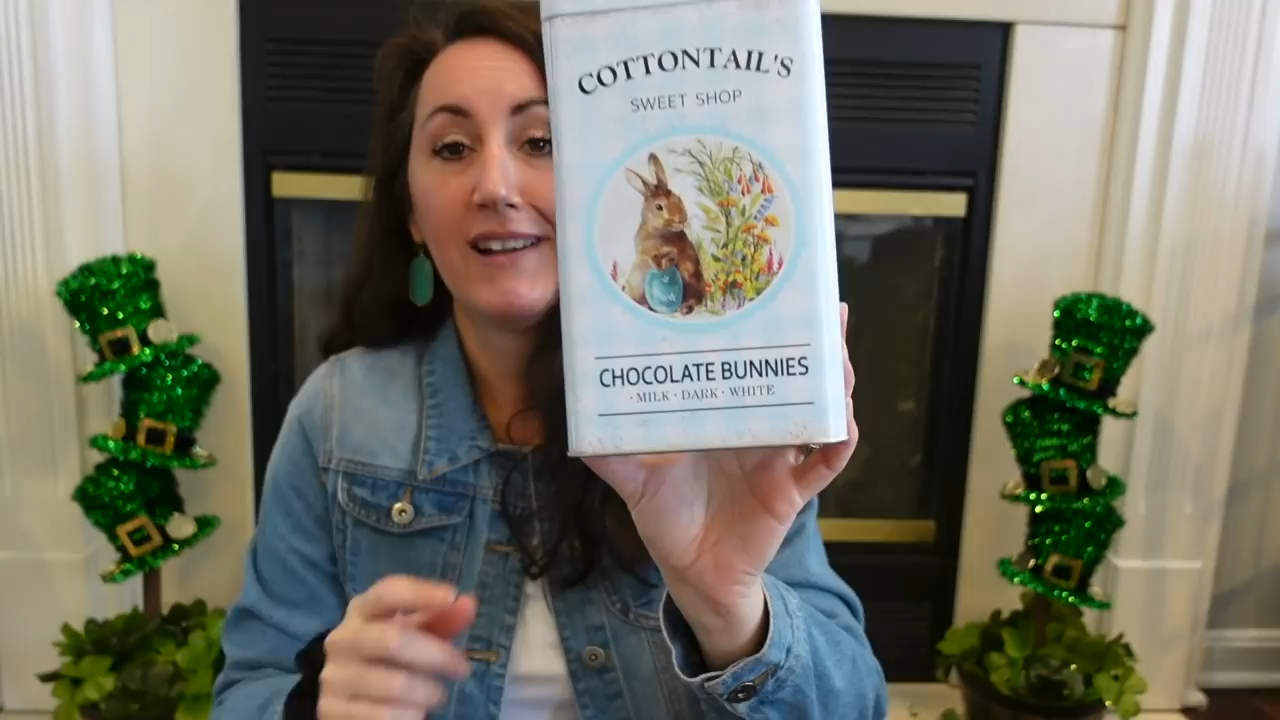 COTTONTAIL'S
SWEET SHOP
CHOCOLATE BUNNIES
· MILK · DARK · WHITE